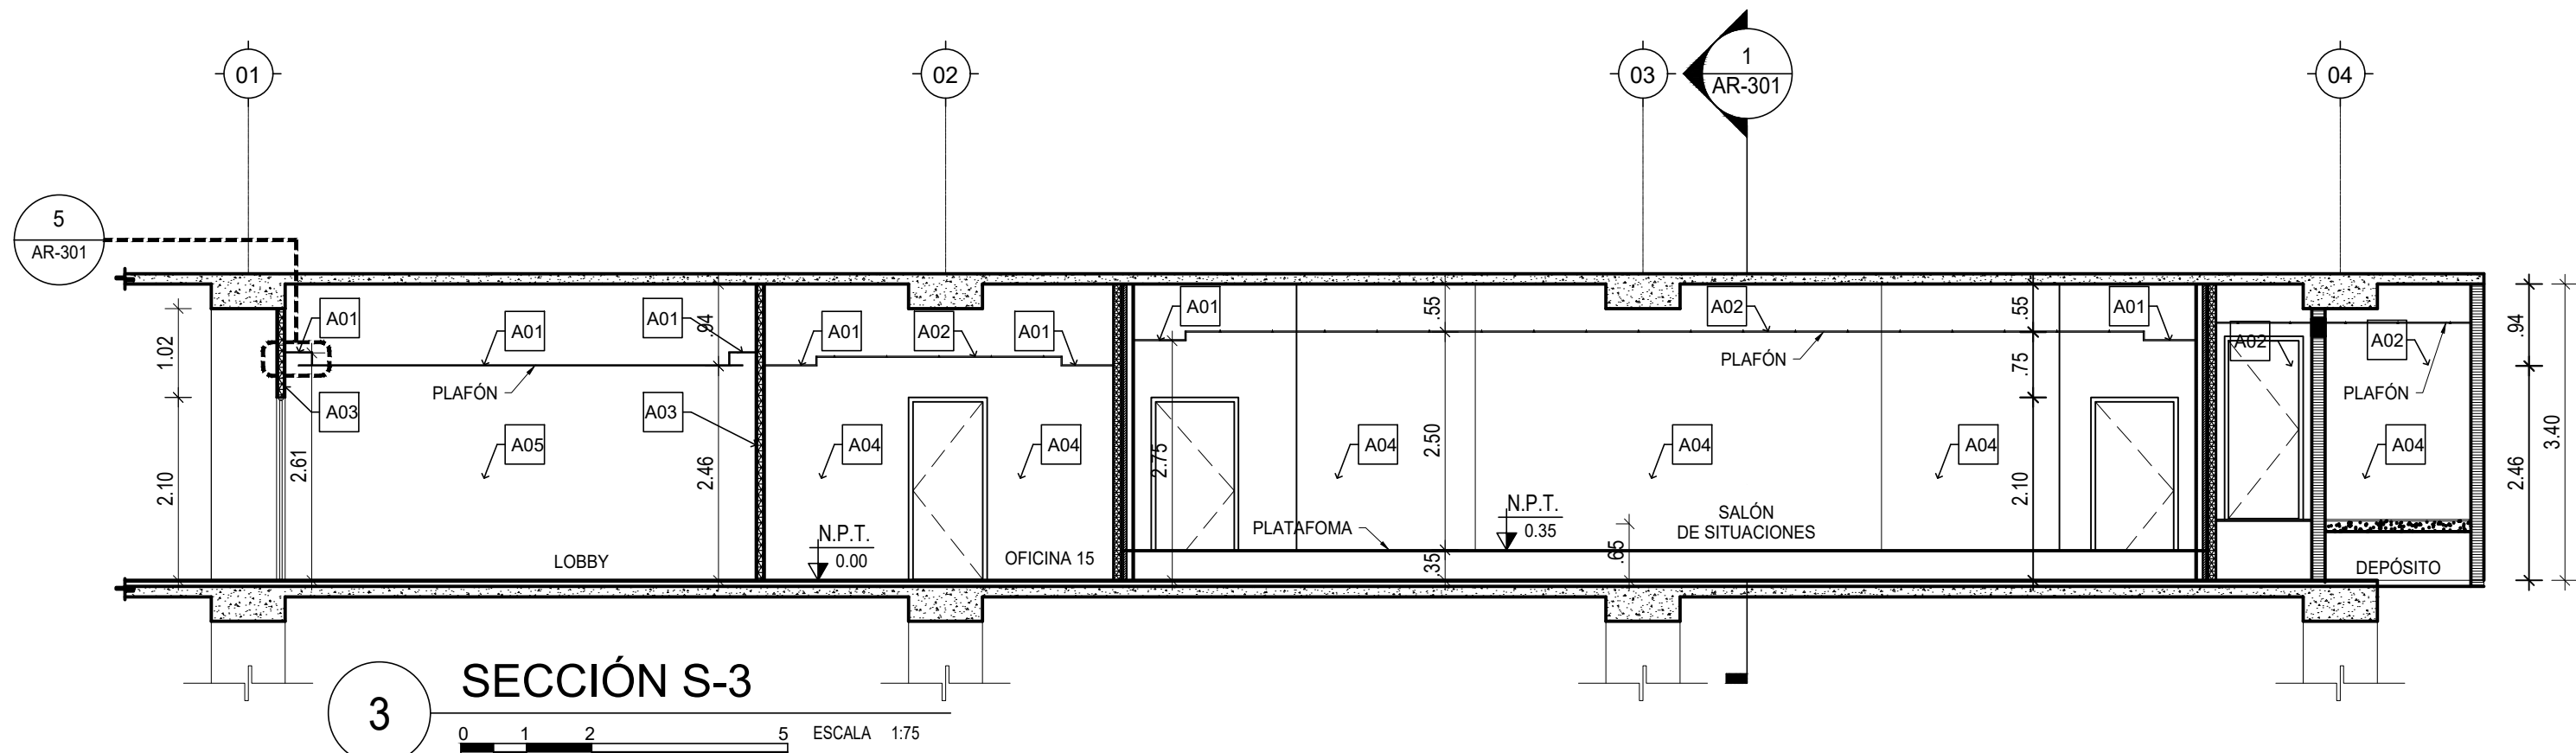 01
02
03
1
AR-301
04
5
AR-301
A01
A01
A01
.94
A01
A02
A01
A01
.55
A02
.55
A01
A02
A02
.94
1.02
PLAFÓN
PLAFÓN
.75
PLAFÓN
A03
A03
A05
A04
A04
A04
A04
A04
A04
3.40
2.10
2.61
2.46
2.75
2.50
2.10
2.46
N.P.T.
0.00
PLATAFOMA
N.P.T.
0.35
SALÓN
DE SITUACIONES
.65
.35
LOBBY
OFICINA 15
DEPÓSITO
3
SECCIÓN S-3
0 1 2 5
ESCALA 1:75